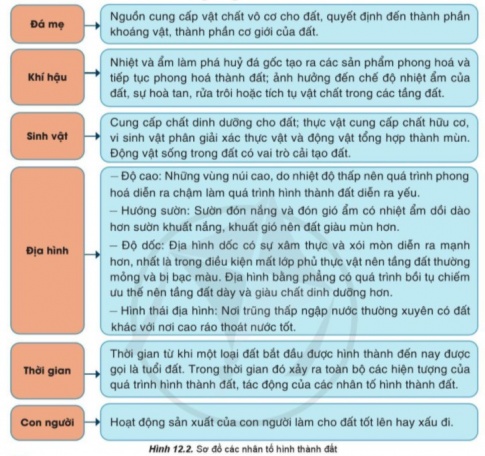 Đá mẹ
Nguồn cung cấp vật chất vô cơ cho đất, quyết định đến thành phần
khoáng vật, thành phần cơ giới của đất.
Khí hậu
Nhiệt và ẩm làm phá huỷ đá gốc tạo ra các sản phẩm phong hoá và
tiếp tục phong hoá thành đất; ảnh hưởng đến chế độ nhiệt ẩm của
đất, sự hoà tan, rửa trôi hoặc tích tụ vật chất trong các tầng đất.
Sinh vật
Cung cấp chất dinh dưỡng cho đất; thực vật cung cấp chất hữu cơ,
vi sinh vật phân giải xác thực vật và động vật tổng hợp thành mùn.
Động vật sống trong đất có vai trò cải tạo đất.
Địa hình
– Độ cao: Những vùng núi cao, do nhiệt độ thấp nên quá trình phong
hoá diễn ra chậm làm quá trình hình thành đất diễn ra yếu.
– Hướng sườn: Sườn đón nắng và đón gió ẩm có nhiệt ẩm dồi dào
hơn sườn khuất nắng, khuất gió nên đất giàu mùn hơn.
– Độ dốc: Địa hình dốc có sự xâm thực và xói mòn diễn ra mạnh
hơn, nhất là trong điều kiện mất lớp phủ thực vật nên tầng đất thường
mỏng và bị bạc màu. Địa hình bằng phẳng có quá trình bồi tụ chiếm
ưu thế nên tầng đất dày và giàu chất dinh dưỡng hơn.
– Hình thái địa hình: Nơi trũng thấp ngập nước thường xuyên có đất
khác với nơi cao ráo thoát nước tốt.
Thời gian
Thời gian từ khi một loại đất bắt đầu được hình thành đến nay được
gọi là tuổi đất. Trong thời gian đó xảy ra toàn bộ các hiện tượng của
quá trình hình thành đất, tác động của các nhân tố hình thành đất.
Con người
Hoạt động sản xuất của con người làm cho đất tốt lên hay xấu đi.
Hình 12.2. Sơ đồ các nhân tố hình thành đất